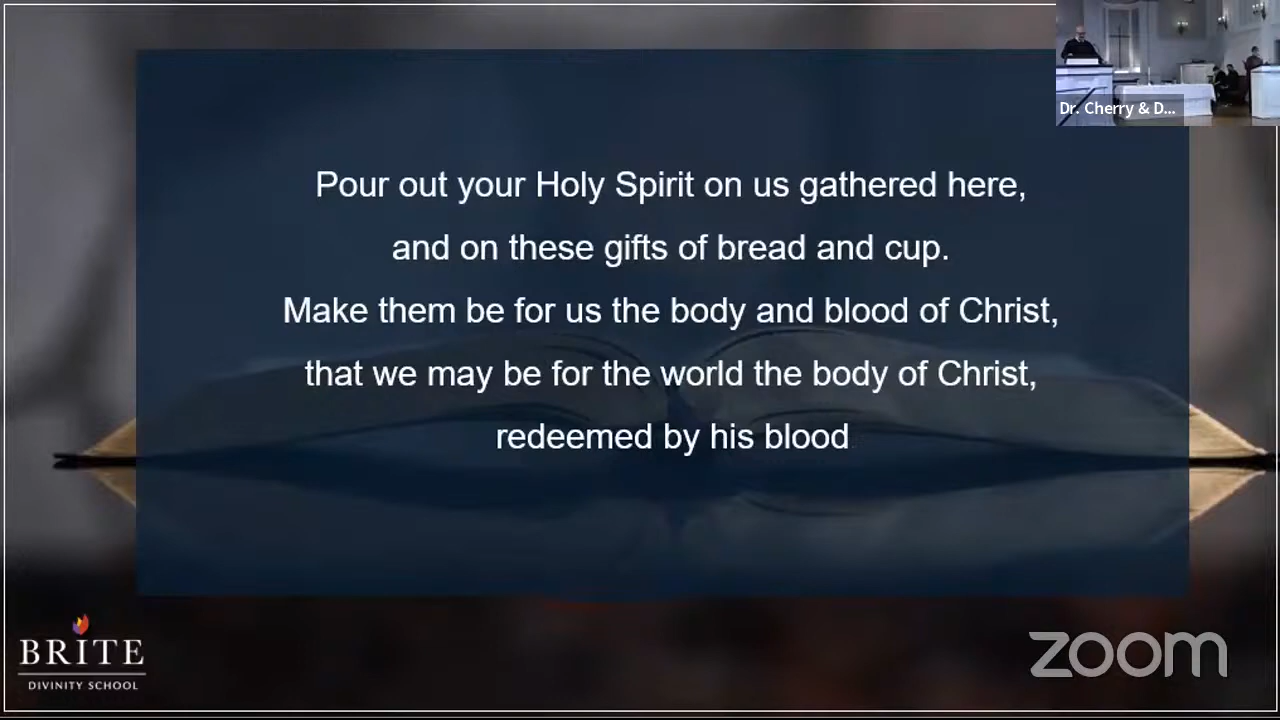 Dr. Cherry & D...
Pour out your Holy Spirit on us gathered here,
and on these gifts of bread and cup.
Make them be for us the body and blood of Christ,
that we may be for the world the body of Christ,
redeemed by his blood
BRITE
DIVINITY SCHOOL
zoom